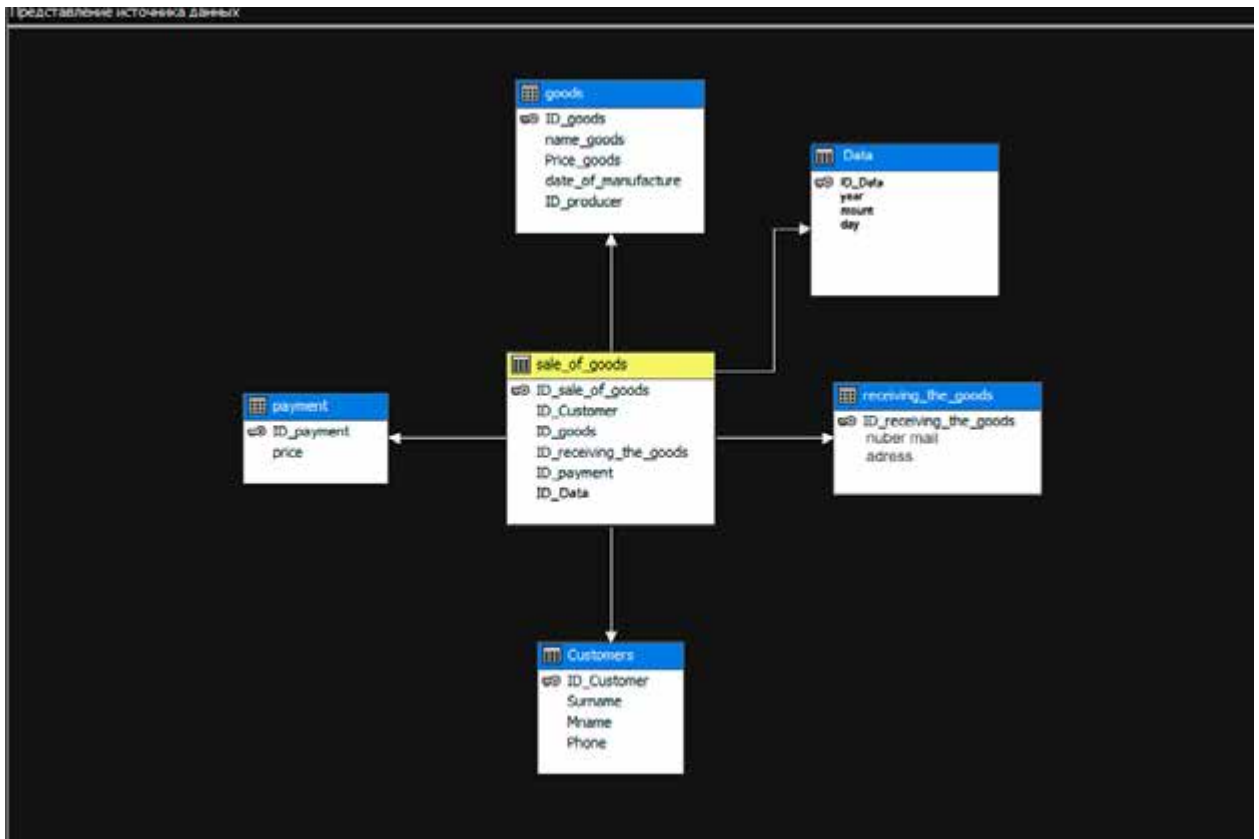 Представление источника данных
goods
ID_goods
name_goods
Price_goods
date_of_manufacture
ID_producer
Data
ID_Data
year
mount
day
sale_of_goods
ID_sale_of_goods
ID_Customer
ID_goods
ID_receiving_the_goods
ID_payment
ID_Data
payment
ID_payment
price
receiving_the_goods
ID_receiving_the_goods
nuber mail
adress
Customers
ID_Customer
Surname
Mname
Phone